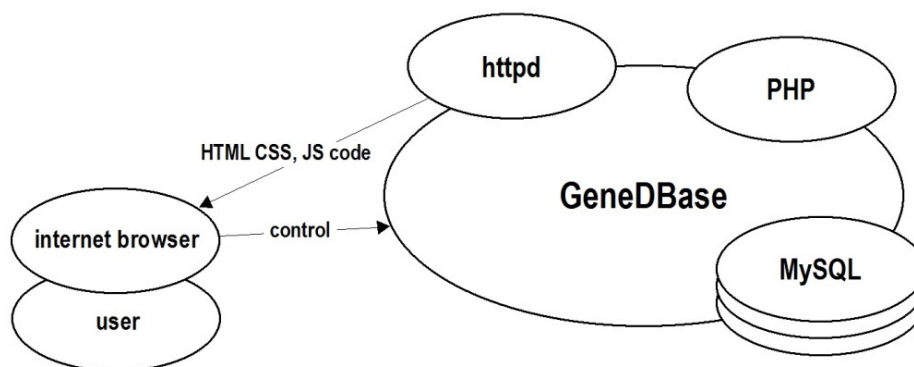 httpd
PHP
HTML CSS, JS code
GeneDBase
internet browser
control
MySQL
user